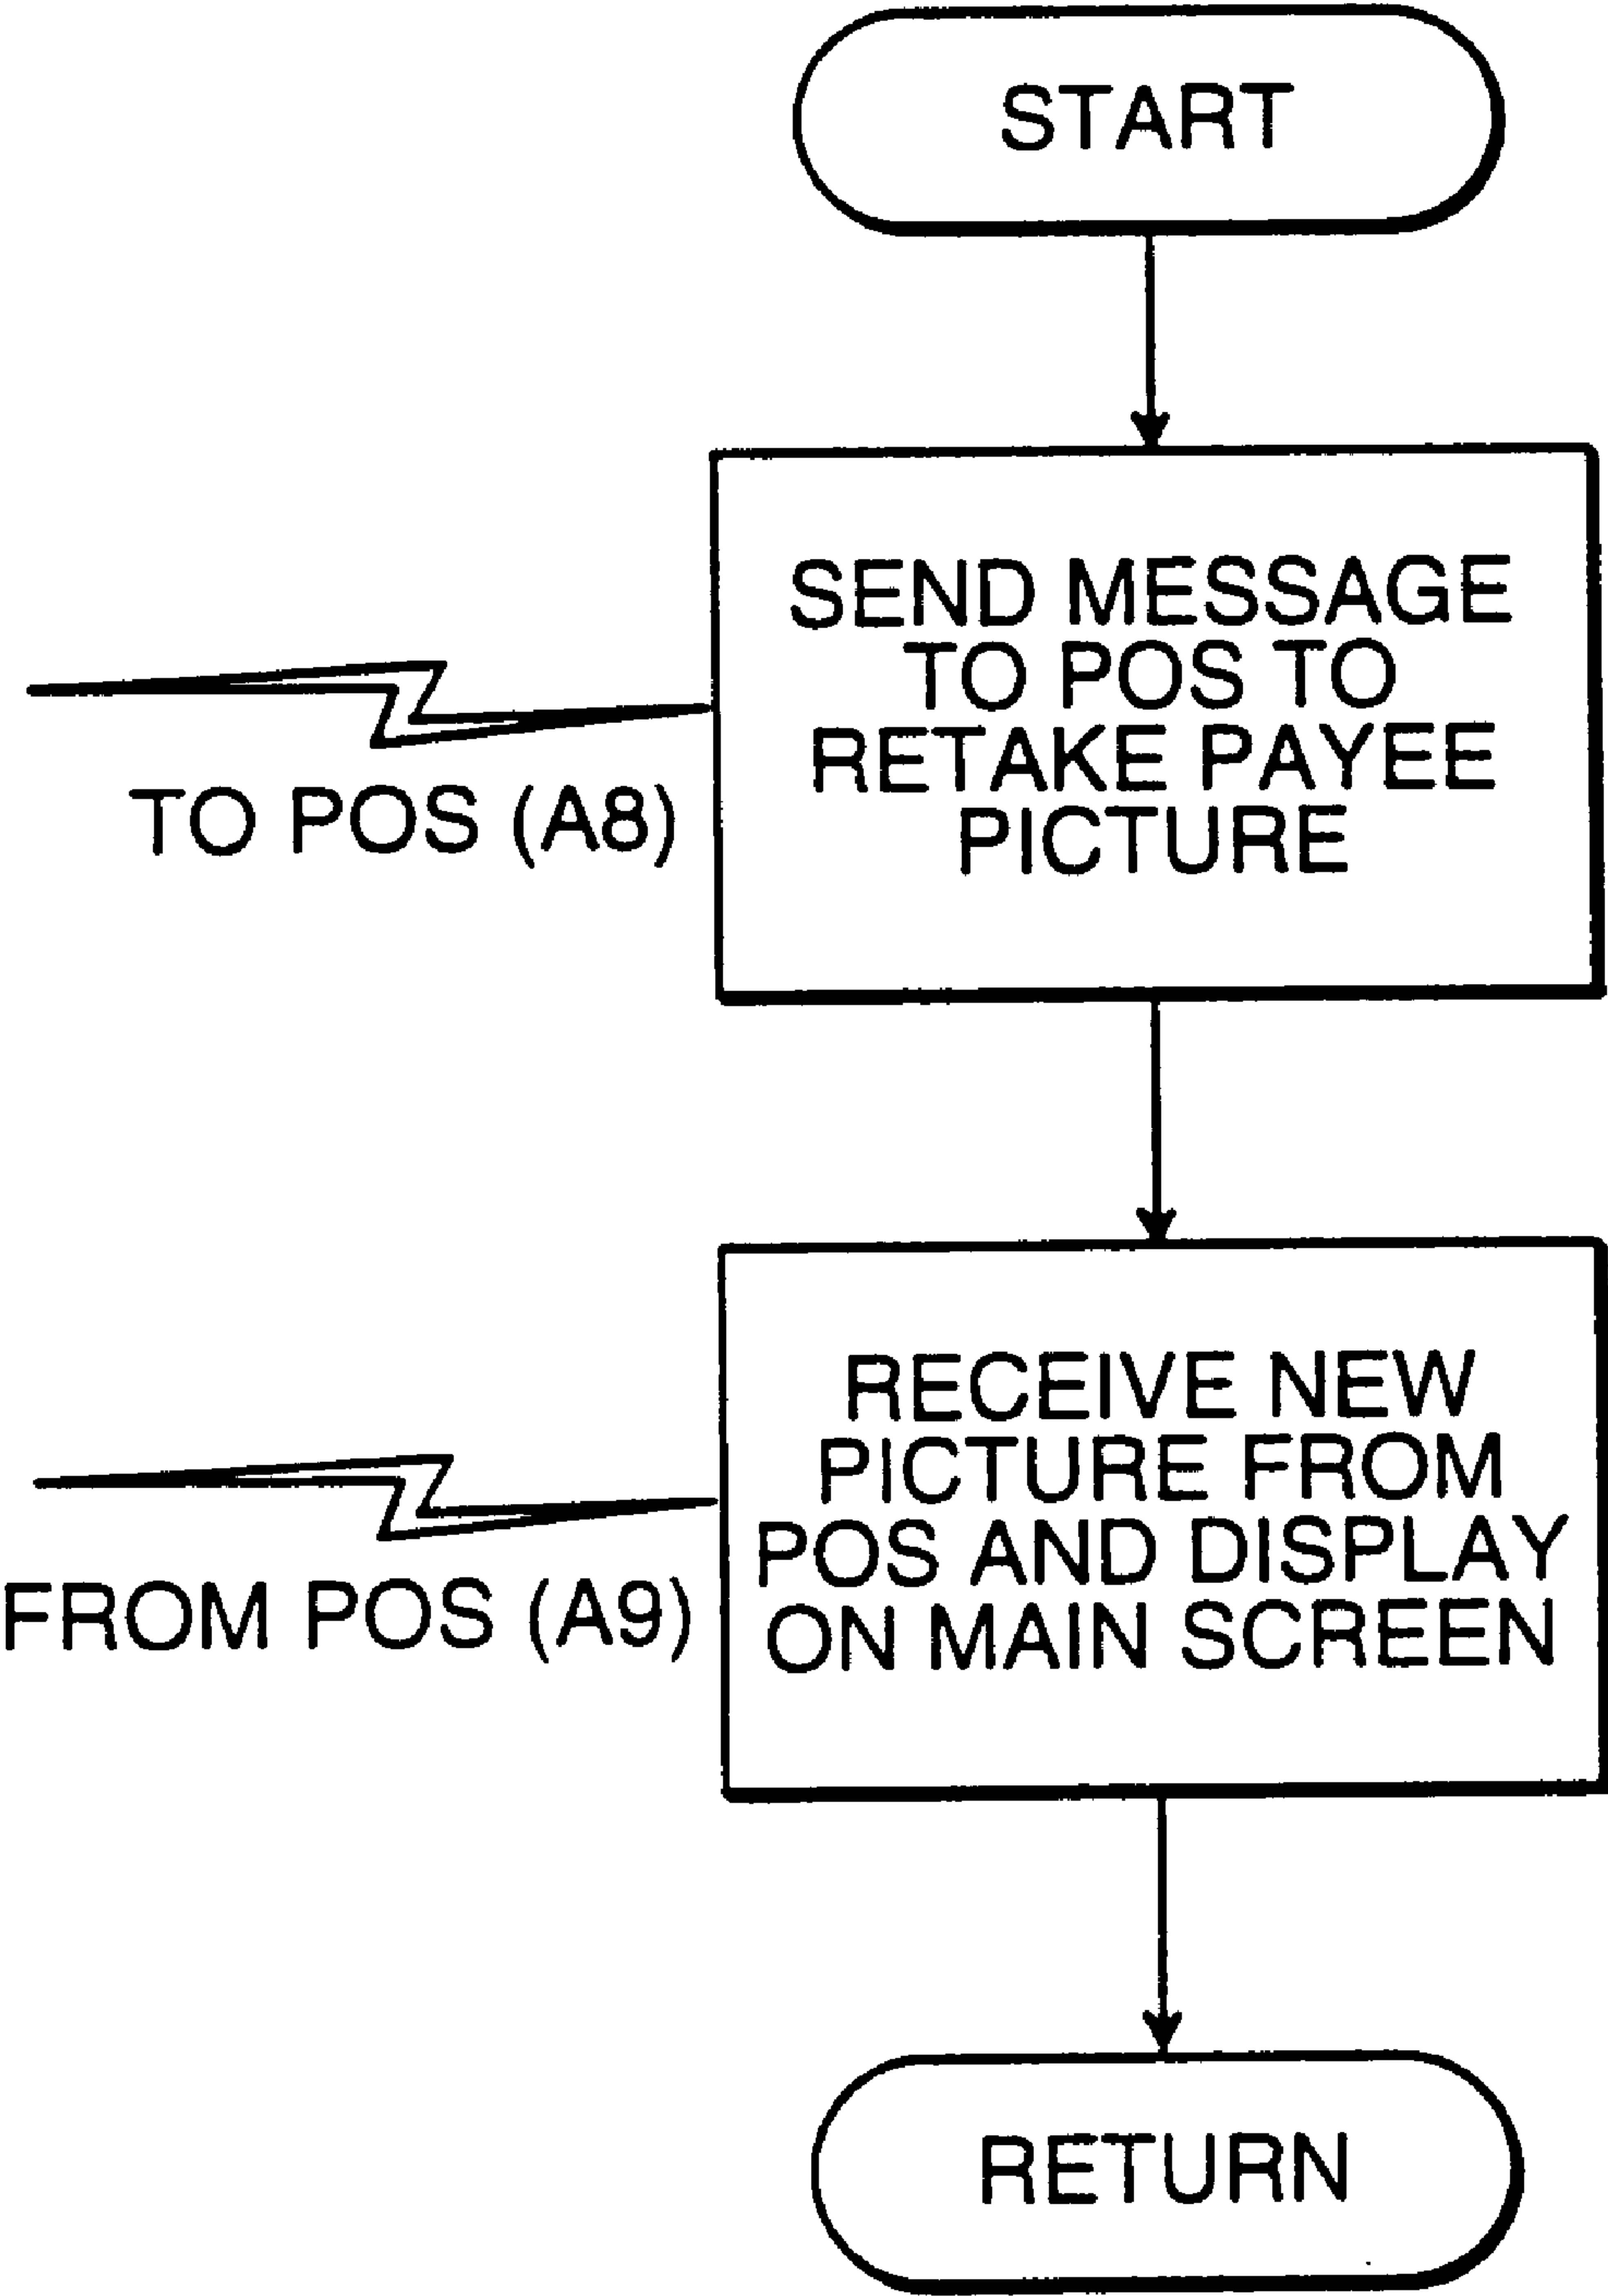 START
SEND MESSAGE
TO POS TO
RETAKE PAYEE
PICTURE
TO POS (A8)
RECEIVE NEW
PICTURE FROM
POS AND DISPLAY
ON MAIN SCREEN
FROM POS (A9)
RETURN